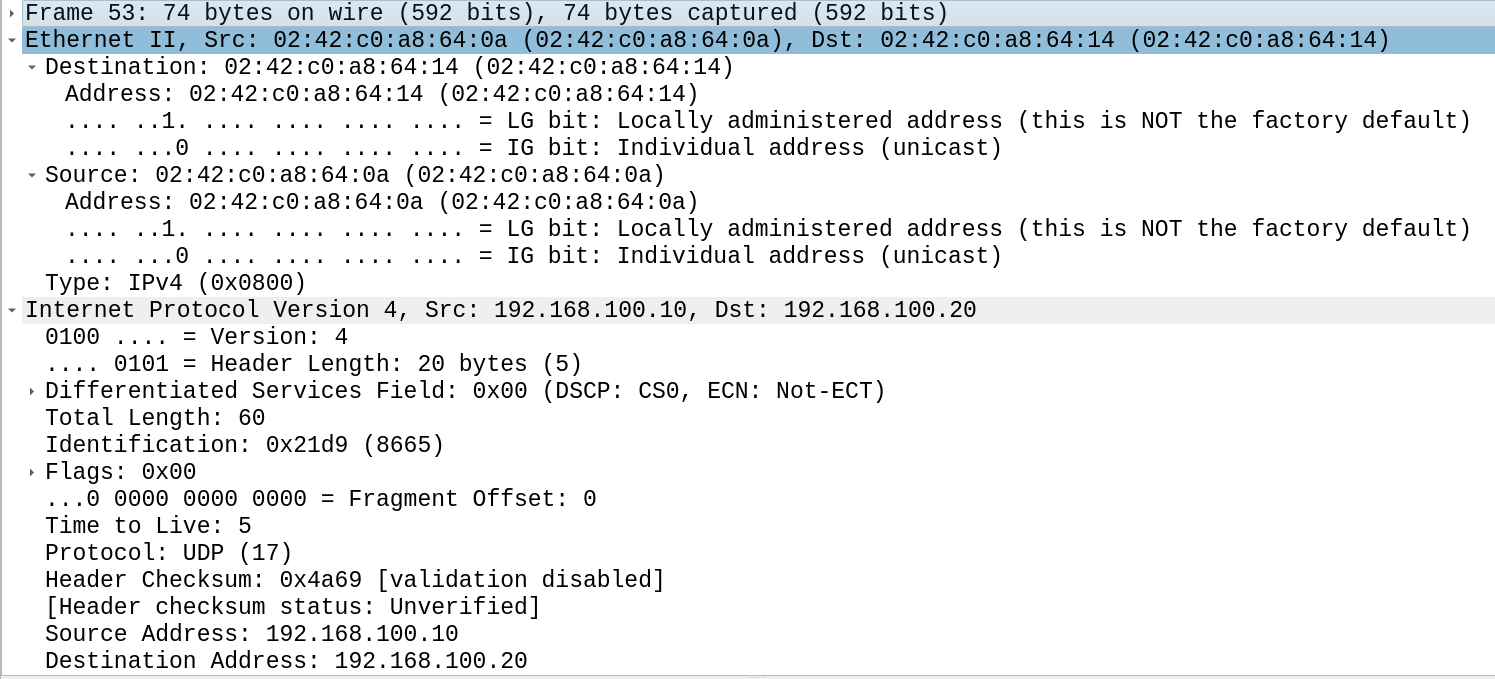 Frame 53: 74 bytes on wire (592 bits), 74 bytes captured (592 bits)
Ethernet II, Src: 02:42:c0:a8:64:0a (02:42:c0:a8:64:0a), Dst: 02:42:c0:a8:64:14 (02:42:c0:a8:64:14)
Destination: 02:42:c0:a8:64:14 (02:42:c0:a8:64:14)
Address: 02:42:c0:a8:64:14 (02:42:c0:a8:64:14)
.... ..1. .... .... .... .... = LG bit: Locally administered address (this is NOT the factory default)
.... ...0 .... .... .... .... = IG bit: Individual address (unicast)
Source: 02:42:c0:a8:64:0a (02:42:c0:a8:64:0a)
Address: 02:42:c0:a8:64:0a (02:42:c0:a8:64:0a)
.... ..1. .... .... .... .... = LG bit: Locally administered address (this is NOT the factory default)
.... ...0 .... .... .... .... = IG bit: Individual address (unicast)
Type: IPv4 (0x0800)
Internet Protocol Version 4, Src: 192.168.100.10, Dst: 192.168.100.20
0100 .... = Version: 4
.... 0101 = Header Length: 20 bytes (5)
Differentiated Services Field: 0x00 (DSCP: CS0, ECN: Not-ECT)
Total Length: 60
Identification: 0x21d9 (8665)
Flags: 0x00
...0 0000 0000 0000 = Fragment Offset: 0
Time to Live: 5
Protocol: UDP (17)
Header Checksum: 0x4a69 [validation disabled]
[Header checksum status: Unverified]
Source Address: 192.168.100.10
Destination Address: 192.168.100.20